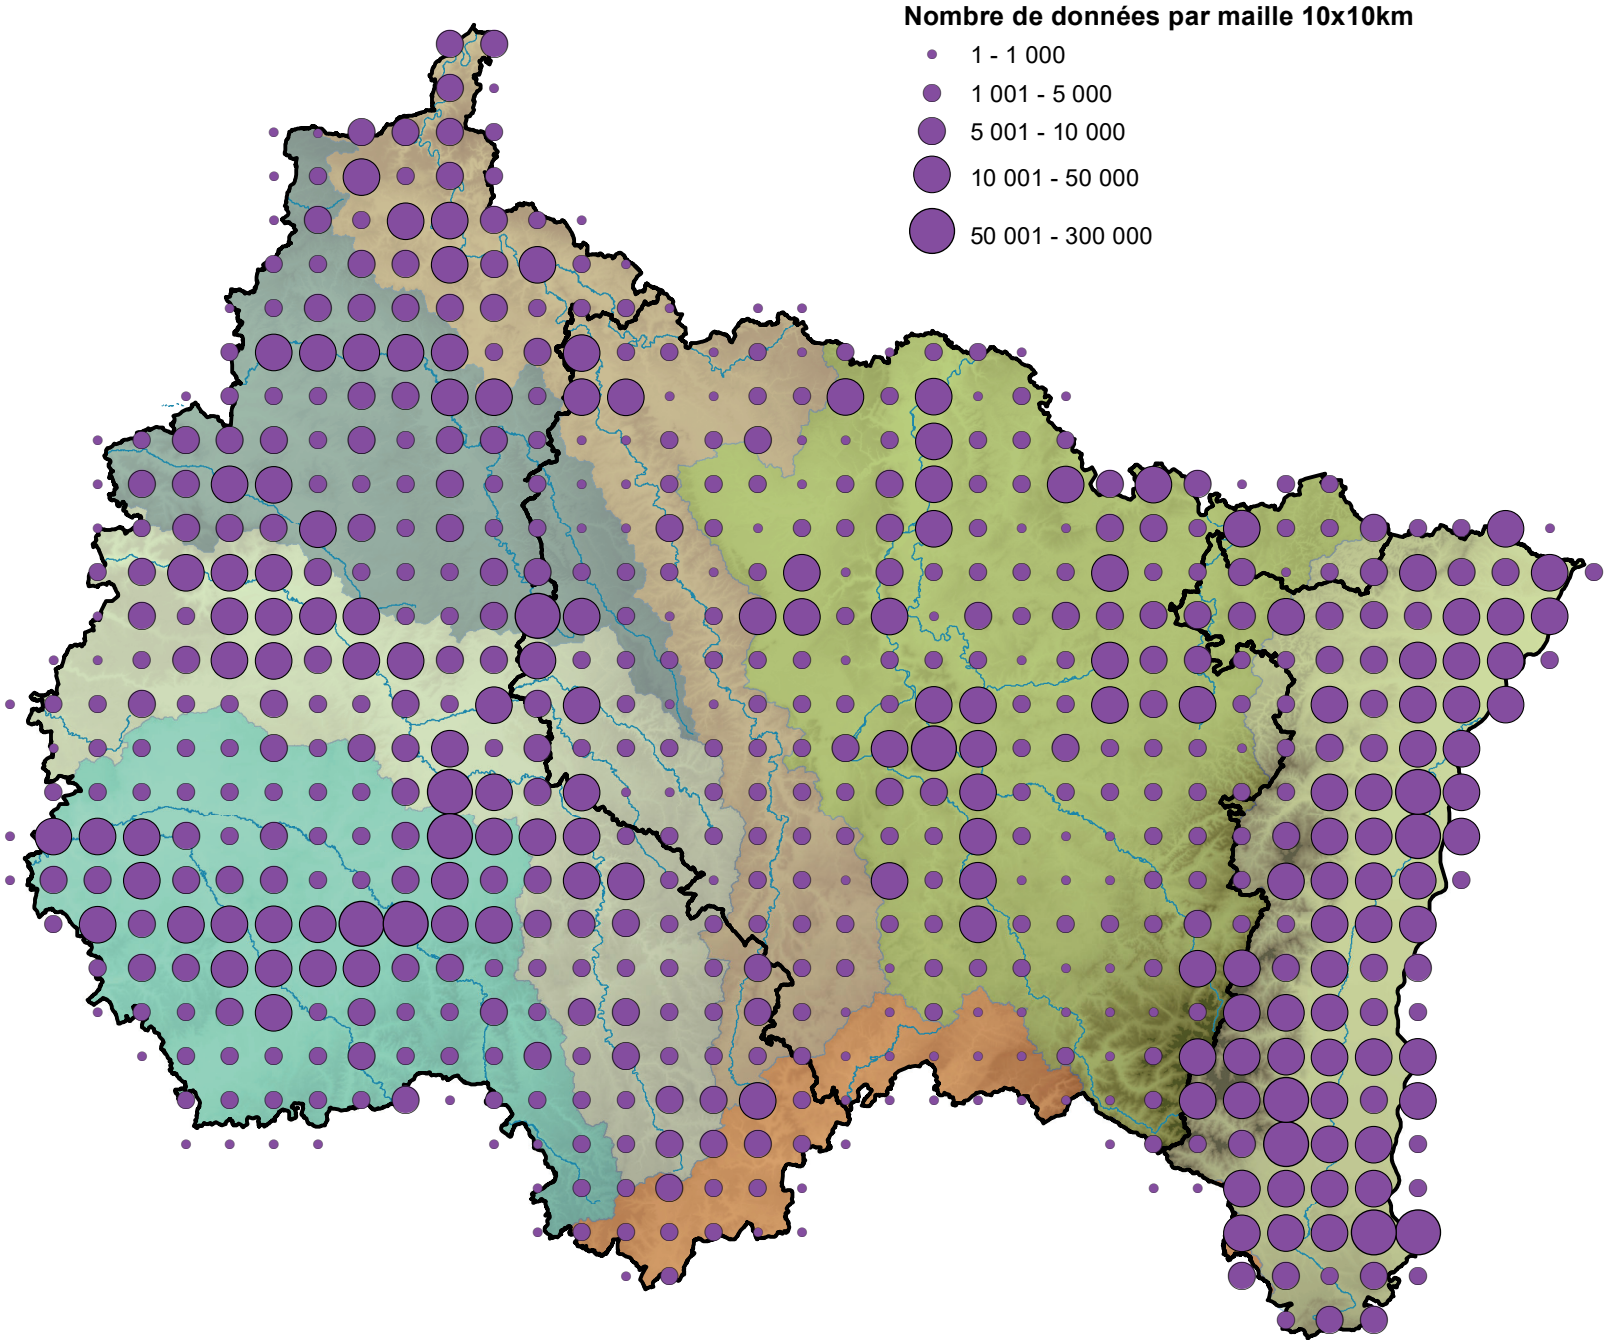 Nombre de données par maille 10x10km
1 - 1 000
1 001 - 5 000
5 001 - 10 000
10 001 - 50 000
50 001 - 300 000